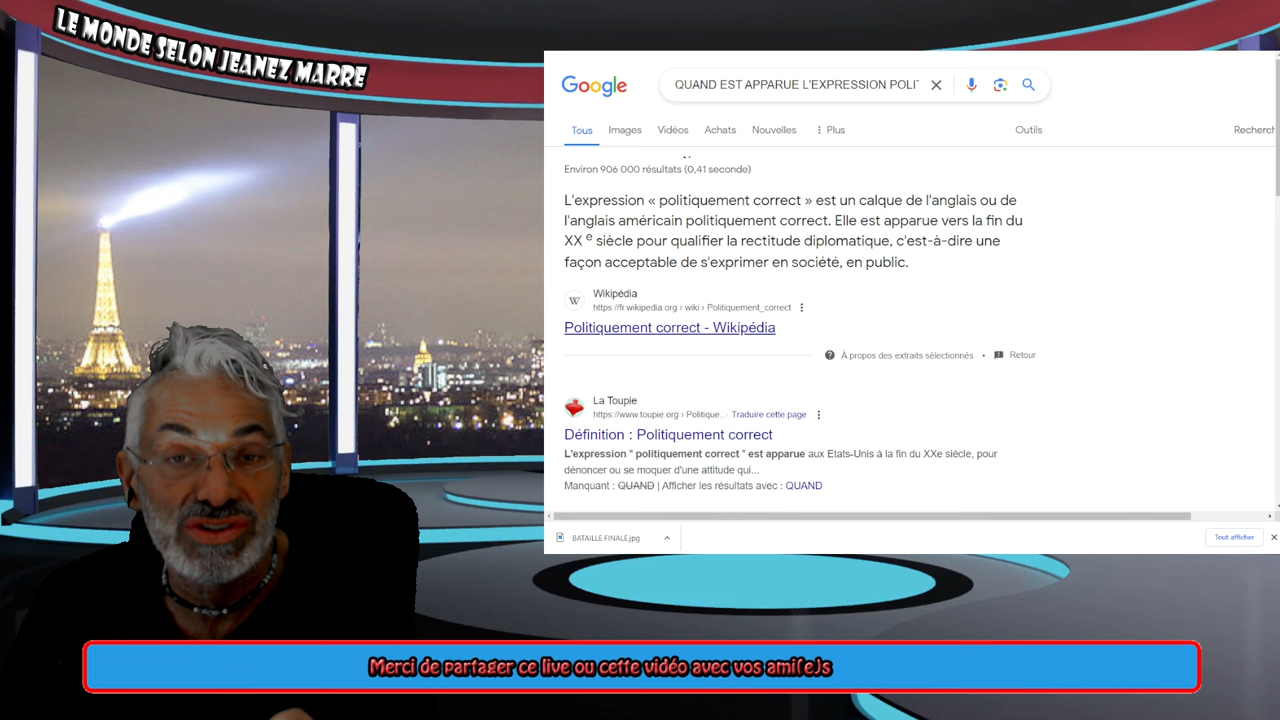 LE MONDE SELON JEANEZ MARRE
Google
QUAND EST APPARUE L'EXPRESSION POLI
Tous Images Vidéos Achats Nouvelles Plus Outils Recherch
Environ 906 000 résultats (0,41 seconde)
L'expression « politiquement correct » est un calque de l'anglais ou de
l'anglais américain politiquement correct. Elle est apparue vers la fin du
XX e siècle pour qualifier la rectitude diplomatique, c'est-à-dire une
façon acceptable de s'exprimer en société, en public.
W
Wikipédia
https://fr.wikipedia.org › wiki › Politiquement_correct
Politiquement correct - Wikipédia
À propos des extraits sélectionnés • Retour
La Toupie
https://www.toupie.org › Politique... Traduire cette page
Définition : Politiquement correct
L'expression " politiquement correct " est apparue aux Etats-Unis à la fin du XXe siècle, pour
dénoncer ou se moquer d'une attitude qui...
Manquant : QUAND | Afficher les résultats avec : QUAND
BATAILLE FINALE.jpg
Tout afficher
Merci de partager ce live ou cette vidéo avec vos ami(e)s